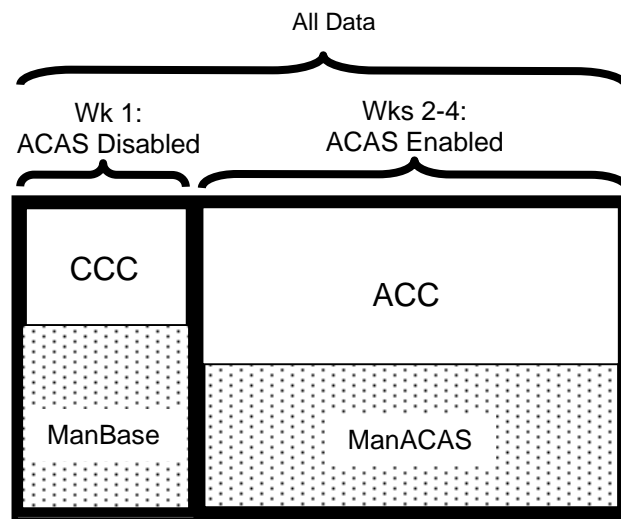 All Data
Wk 1:
ACAS Disabled
Wks 2-4:
ACAS Enabled
CCC
ACC
ManBase
ManACAS